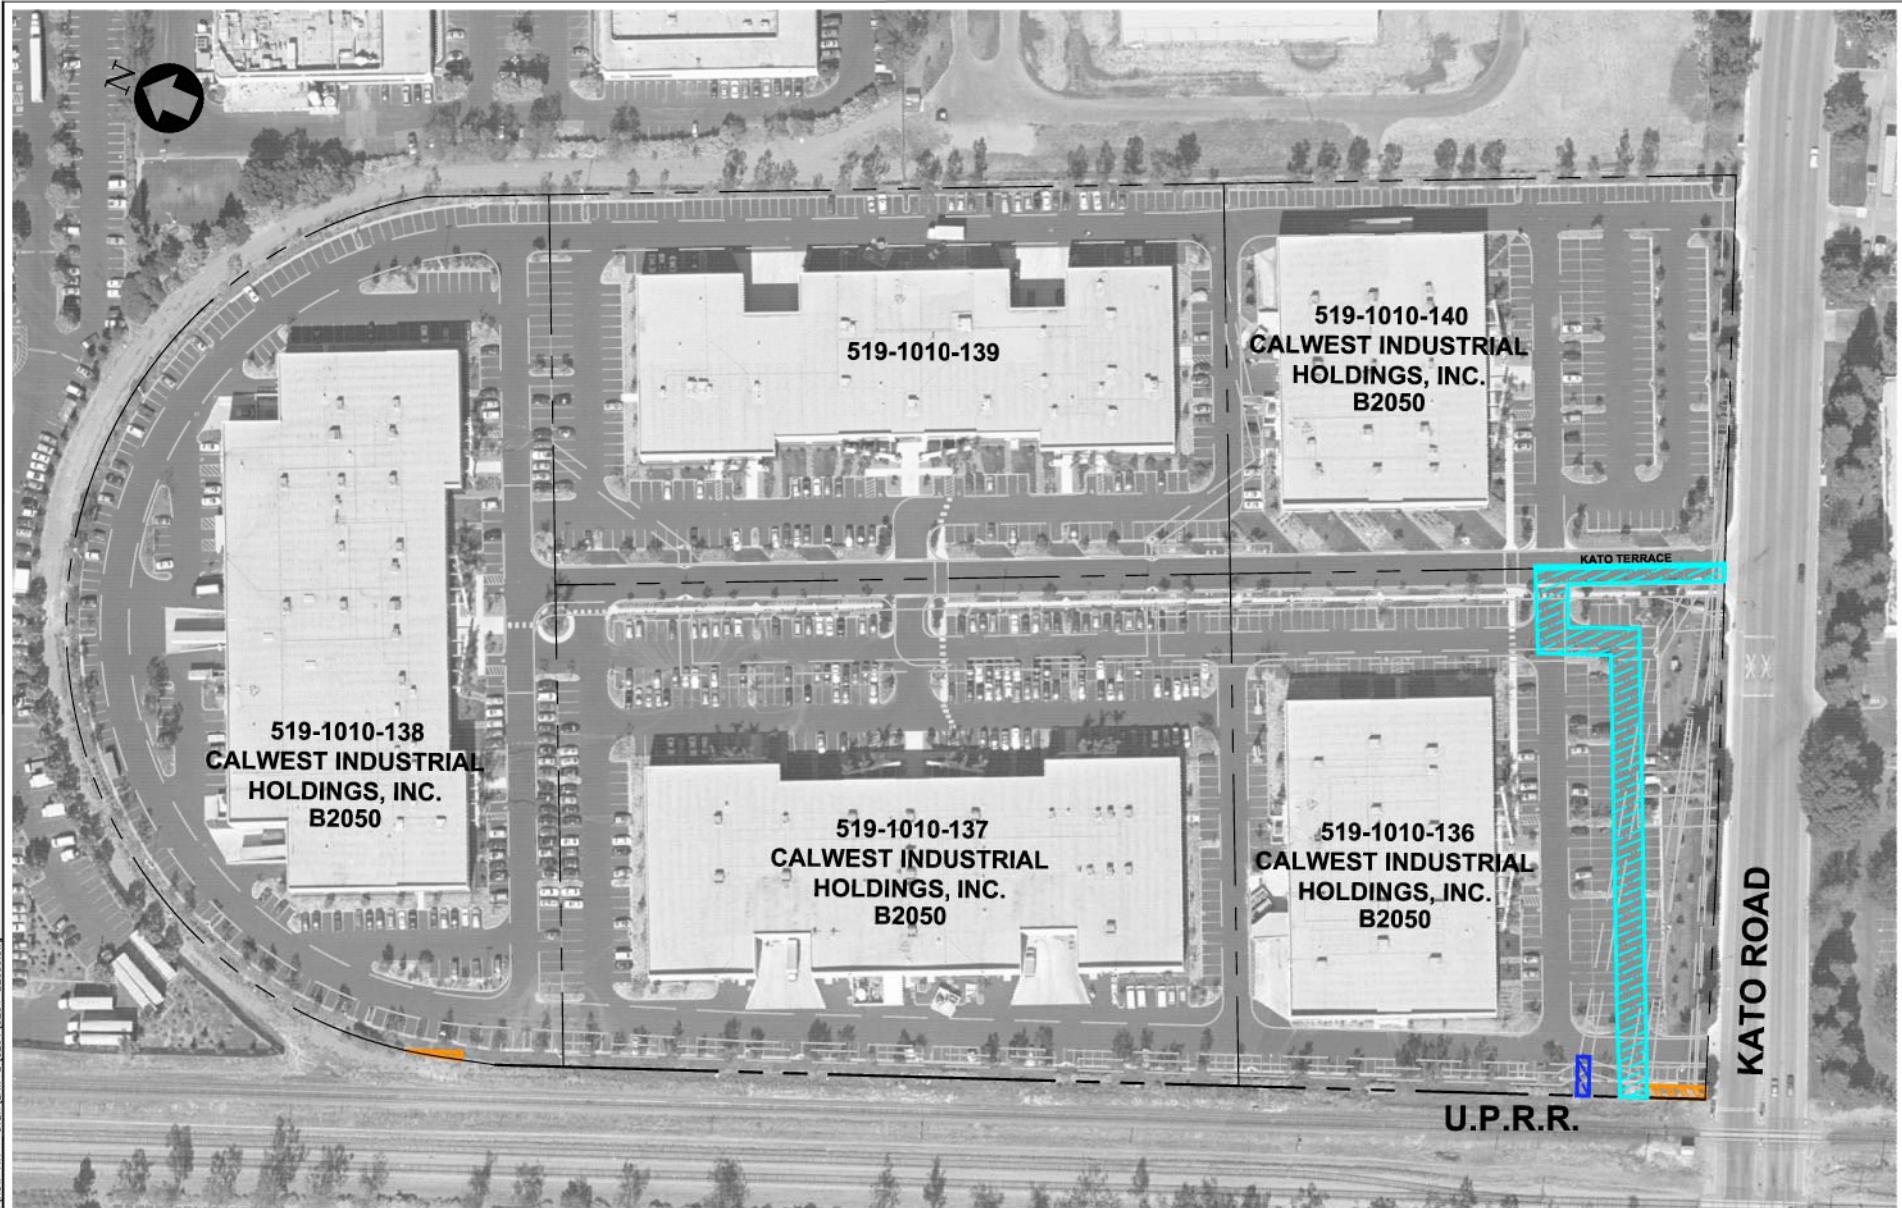 N
519-1010-140
CALWEST INDUSTRIAL
HOLDINGS, INC.
B2050
519-1010-139
KATO TERRACE
519-1010-138
CALWEST INDUSTRIAL
HOLDINGS, INC.
B2050
519-1010-137
CALWEST INDUSTRIAL
HOLDINGS, INC.
B2050
519-1010-136
CALWEST INDUSTRIAL
HOLDINGS, INC.
B2050
KATO ROAD
U.P.R.R.